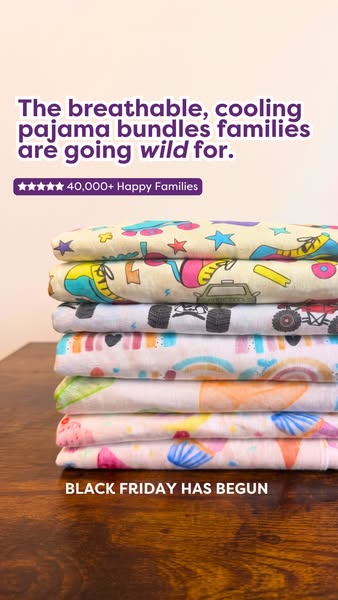 The breathable, cooling
pajama bundles families
are going wild for.
★★★★★ 40,000+ Happy Families
BLACK FRIDAY HAS BEGUN